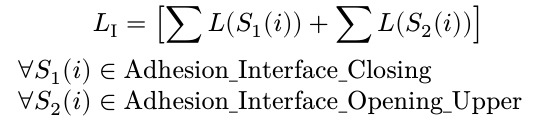 L_I = [∑ L(S_1(i)) + ∑ L(S_2(i))]
∀S_1(i) ∈ Adhesion_Interface_Closing
∀S_2(i) ∈ Adhesion_Interface_Opening_Upper